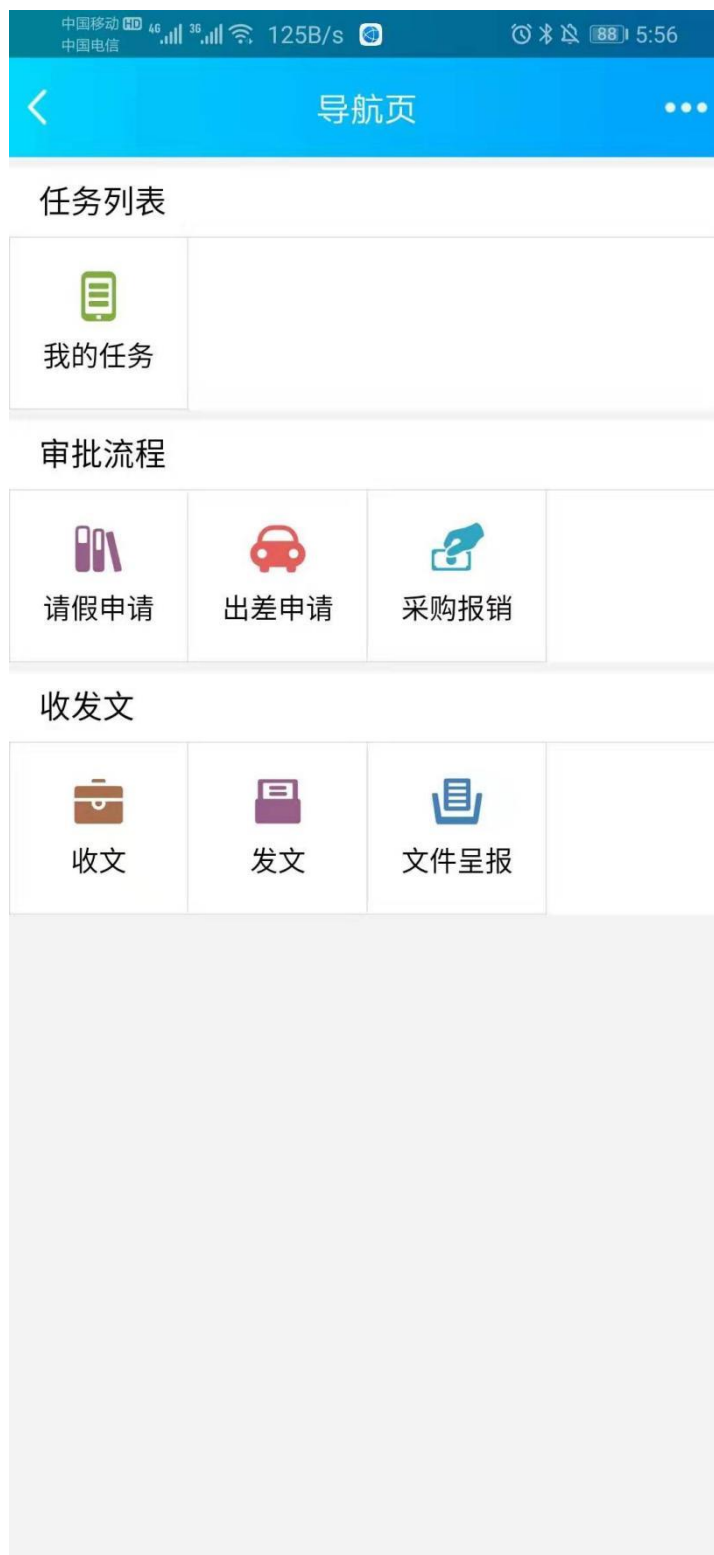 中国移动 HD 4G 3G 125B/s 88 5:56
中国电信
导航页
任务列表
我的任务
审批流程
请假申请 出差申请 采购报销
收发文
收文 发文 文件呈报